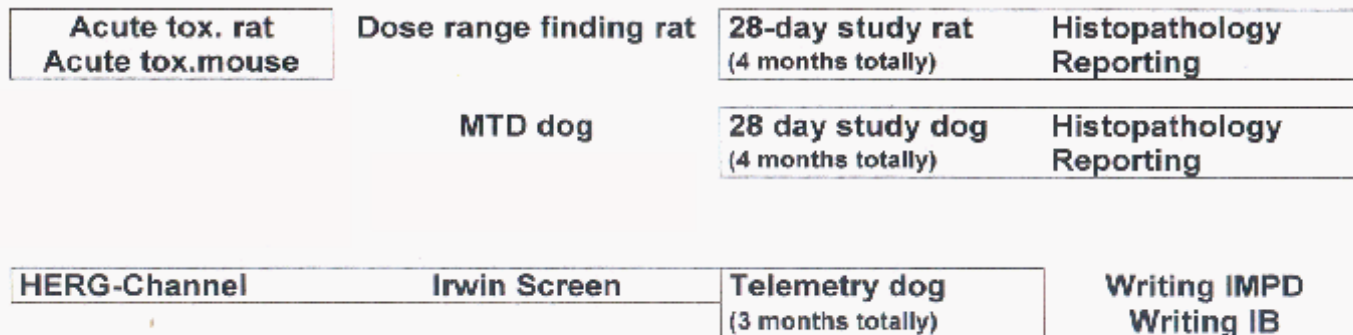 Acute tox. rat Dose range finding rat 28-day study rat Histopathology
Acute tox.mouse (4 months totally) Reporting
MTD dog 28 day study dog Histopathology
(4 months totally) Reporting
HERG-Channel Irwin Screen Telemetry dog Writing IMPD
(3 months totally) Writing IB